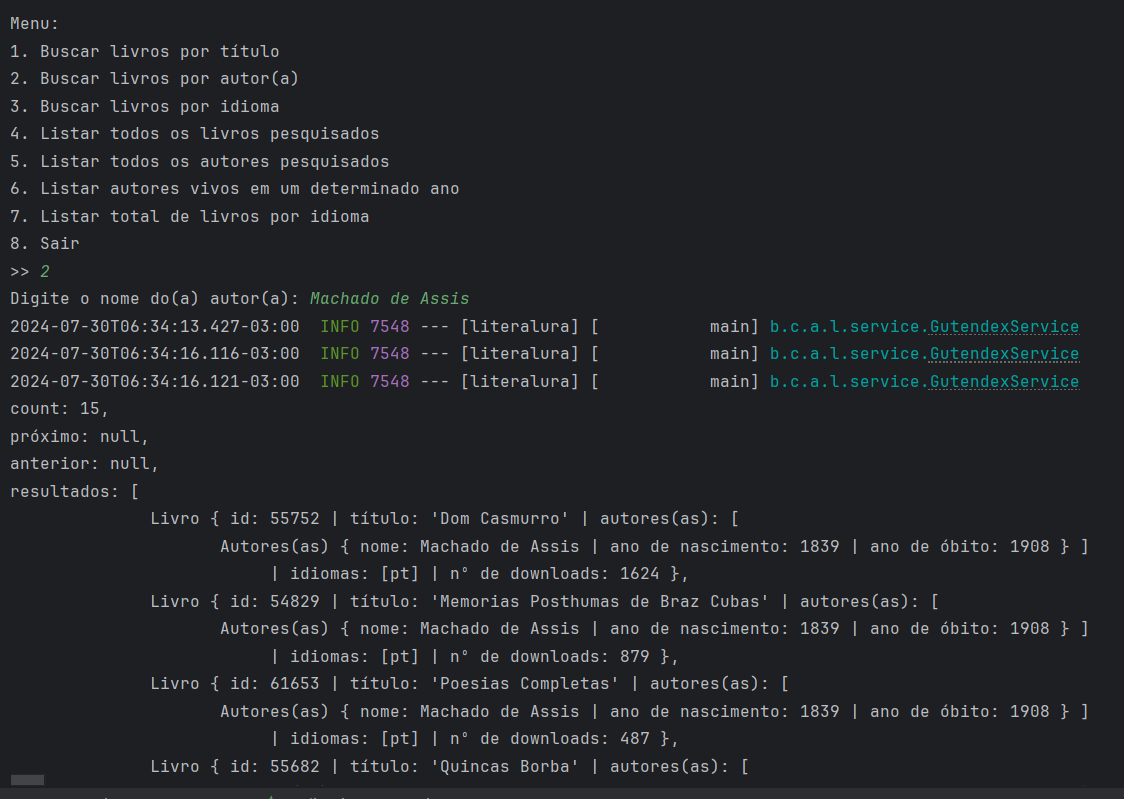 Menu:
1. Buscar livros por título
2. Buscar livros por autor(a)
3. Buscar livros por idioma
4. Listar todos os livros pesquisados
5. Listar todos os autores pesquisados
6. Listar autores vivos em um determinado ano
7. Listar total de livros por idioma
8. Sair
>> 2
Digite o nome do(a) autor(a): Machado de Assis
2024-07-30T06:34:13.427-03:00  INFO 7548 --- [literalura] [           main] b.c.a.l.service.GutendexService
2024-07-30T06:34:16.116-03:00  INFO 7548 --- [literalura] [           main] b.c.a.l.service.GutendexService
2024-07-30T06:34:16.121-03:00  INFO 7548 --- [literalura] [           main] b.c.a.l.service.GutendexService
count: 15,
próximo: null,
anterior: null,
resultados: [
Livro { id: 55752 | título: 'Dom Casmurro' | autores(as): [
Autores(as) { nome: Machado de Assis | ano de nascimento: 1839 | ano de óbito: 1908 } ]
| idiomas: [pt] | nº de downloads: 1624 },
Livro { id: 54829 | título: 'Memorias Posthumas de Braz Cubas' | autores(as): [
Autores(as) { nome: Machado de Assis | ano de nascimento: 1839 | ano de óbito: 1908 } ]
| idiomas: [pt] | nº de downloads: 879 },
Livro { id: 61653 | título: 'Poesias Completas' | autores(as): [
Autores(as) { nome: Machado de Assis | ano de nascimento: 1839 | ano de óbito: 1908 } ]
| idiomas: [pt] | nº de downloads: 487 },
Livro { id: 55682 | título: 'Quincas Borba' | autores(as): [